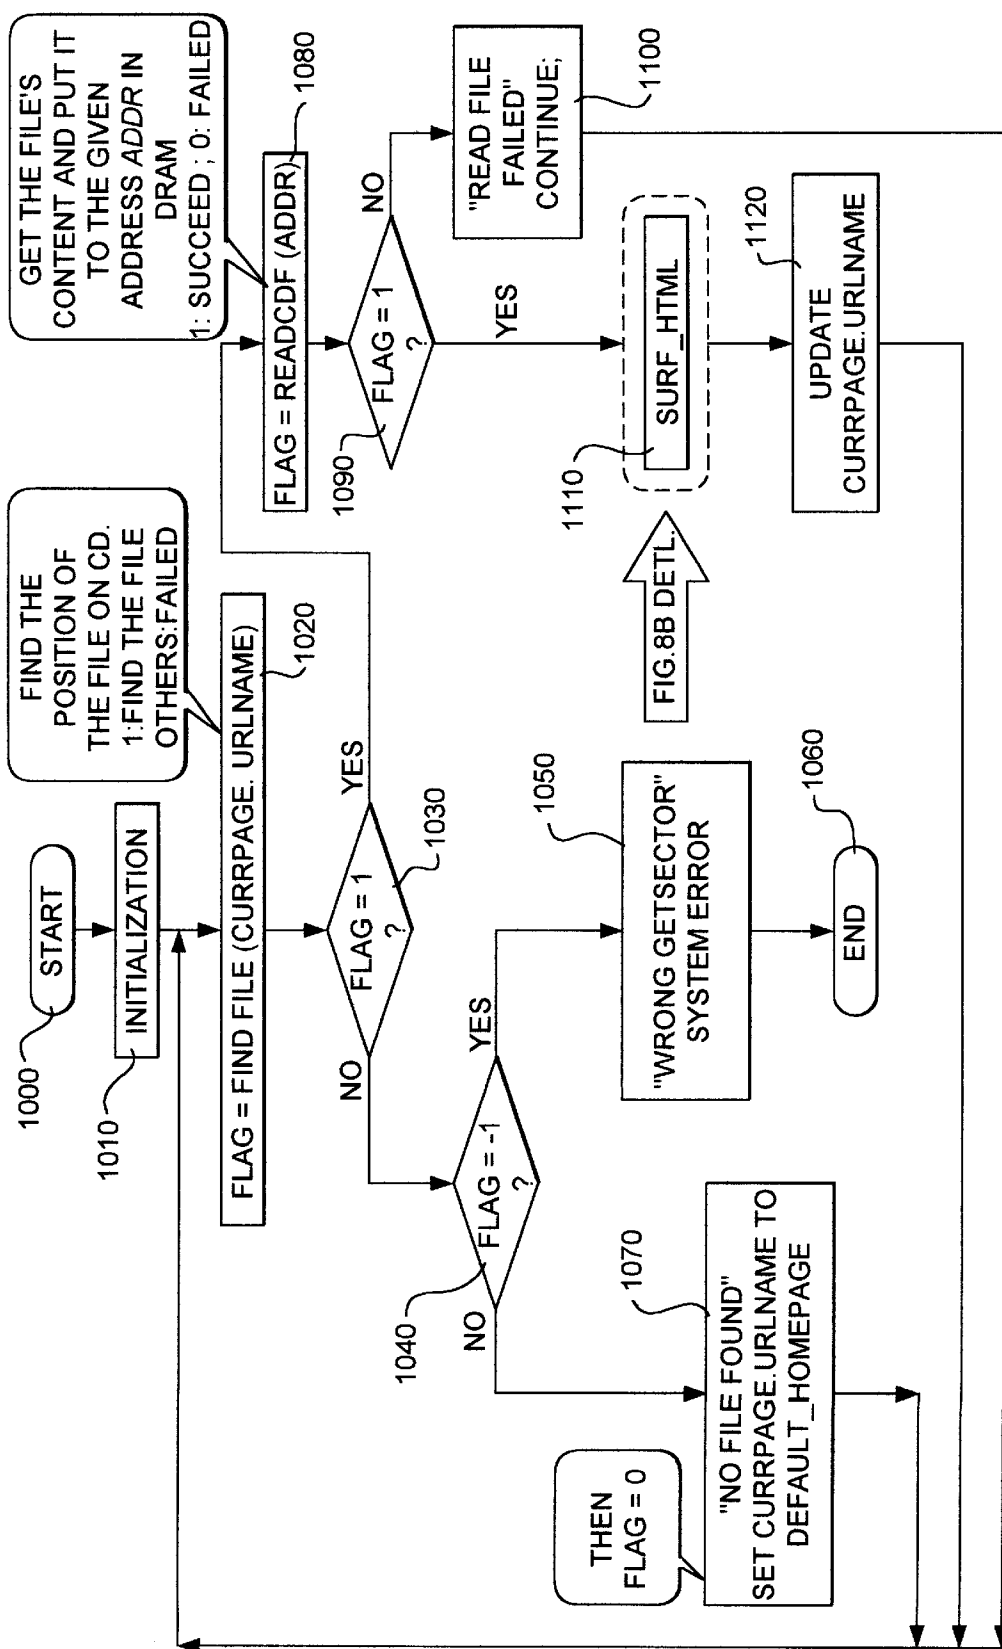 START
1000
INITIALIZATION
1010
FIND THE
POSITION OF
THE FILE ON CD.
1:FIND THE FILE
OTHERS:FAILED
FLAG = FIND FILE (CURRPAGE. URLNAME)
1020
FLAG = 1
?
1030
YES
NO
FLAG = -1
?
1040
YES
NO
"WRONG GETSECTOR"
SYSTEM ERROR
1050
END
1060
THEN
FLAG = 0
"NO FILE FOUND"
SET CURRPAGE.URLNAME TO
DEFAULT_HOMEPAGE
1070
GET THE FILE'S
CONTENT AND PUT IT
TO THE GIVEN
ADDRESS ADDR IN
DRAM
1: SUCCEED ; 0: FAILED
FLAG = READCDF (ADDR)
1080
FLAG = 1
?
1090
NO
YES
"READ FILE
FAILED"
CONTINUE;
1100
FIG.8B DETL.
SURF_HTML
1110
UPDATE
CURRPAGE.URLNAME
1120